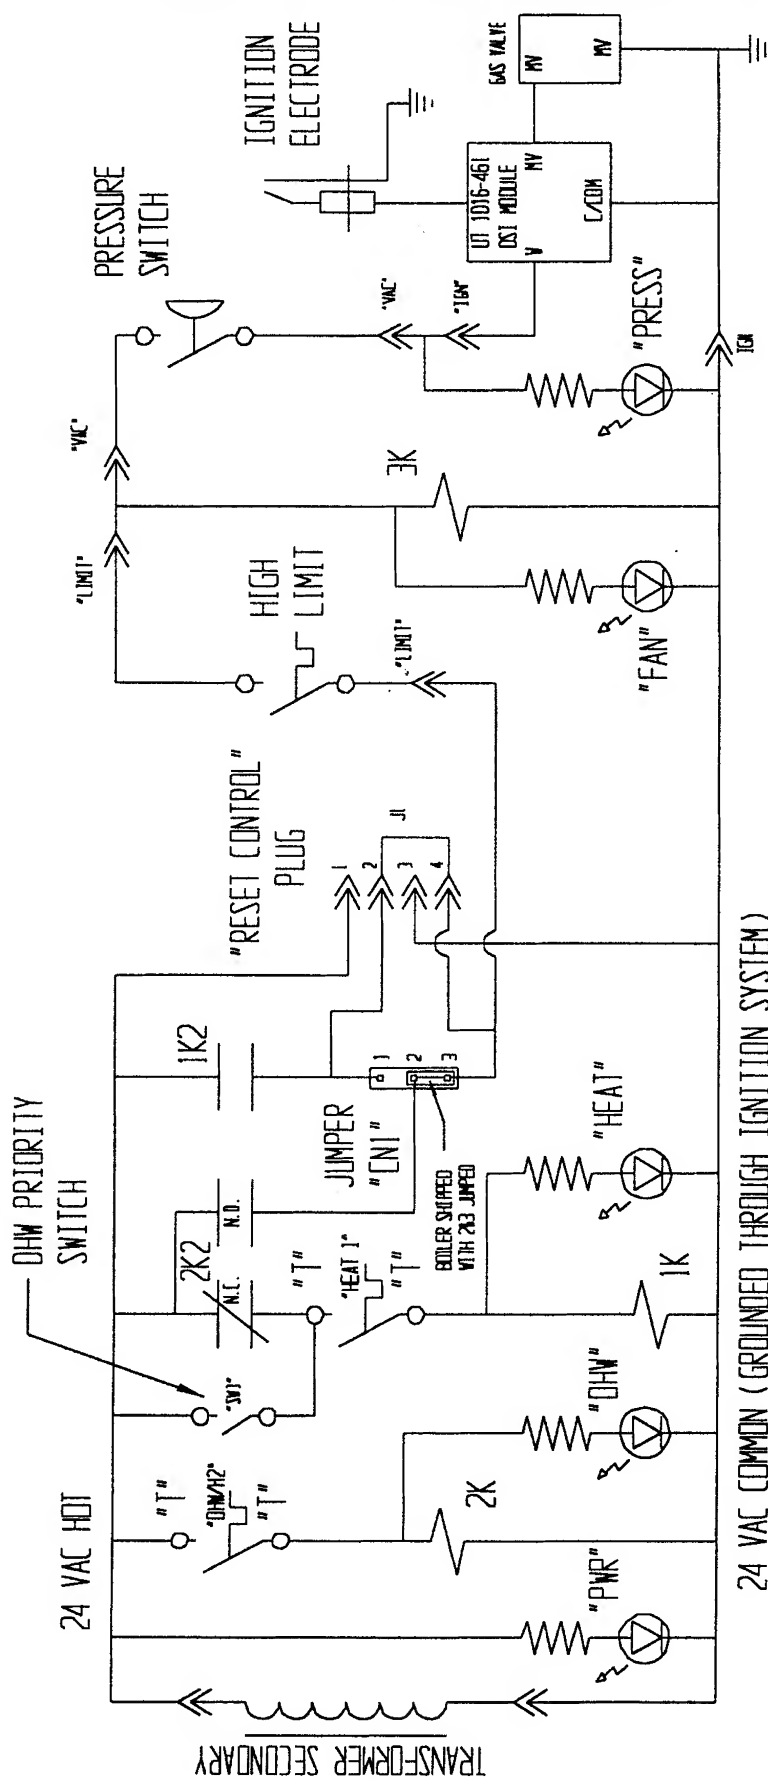 TRANSFORMER SECONDARY
24 VAC HOT
"PWR"
"T"
"DHW/H2"
"T"
2K
"DHW"
DHW PRIORITY
SWITCH
"SW1"
2K2
N.C.
N.O.
"T"
"HEAT 1"
"T"
1K
"HEAT"
1K2
JUMPER
"CN1"
1
2
3
BOILER SHIPPED
WITH 2&3 JUMPED
"RESET CONTROL"
PLUG
1
2
3
4
J1
HIGH
LIMIT
"LIMIT"
"LIMIT"
"FAN"
3K
"VAC"
PRESSURE
SWITCH
"VAC"
"IGN"
"PRESS"
IGN
IGNITION
ELECTRODE
UT 1016-461
DSI MODULE
W
MV
C/COM
GAS VALVE
MV
MV
24 VAC COMMON (GROUNDED THROUGH IGNITION SYSTEM)